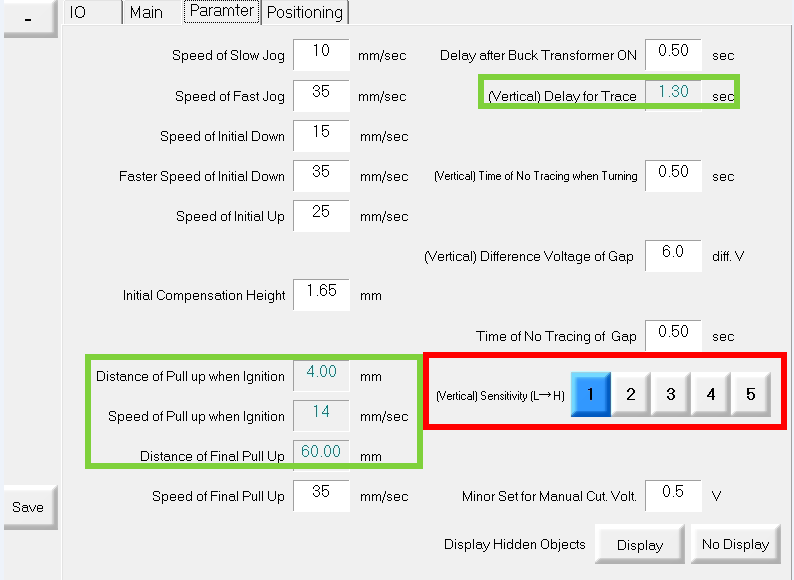 -
IO Main Paramter Positioning
Speed of Slow Jog 10 mm/sec
Delay after Buck Transformer ON 0.50 sec
Speed of Fast Jog 35 mm/sec
(Vertical) Delay for Trace 1.30 sec
Speed of Initial Down 15 mm/sec
Faster Speed of Initial Down 35 mm/sec
(Vertical) Time of No Tracing when Turning 0.50 sec
Speed of Initial Up 25 mm/sec
(Vertical) Difference Voltage of Gap 6.0 diff. V
Initial Compensation Height 1.65 mm
Time of No Tracing of Gap 0.50 sec
Distance of Pull up when Ignition 4.00 mm
(Vertical) Sensitivity (L→H) 1 2 3 4 5
Speed of Pull up when Ignition 14 mm/sec
Distance of Final Pull Up 60.00 mm
Speed of Final Pull Up 35 mm/sec
Minor Set for Manual Cut. Volt. 0.5 V
Save
Display Hidden Objects Display No Display